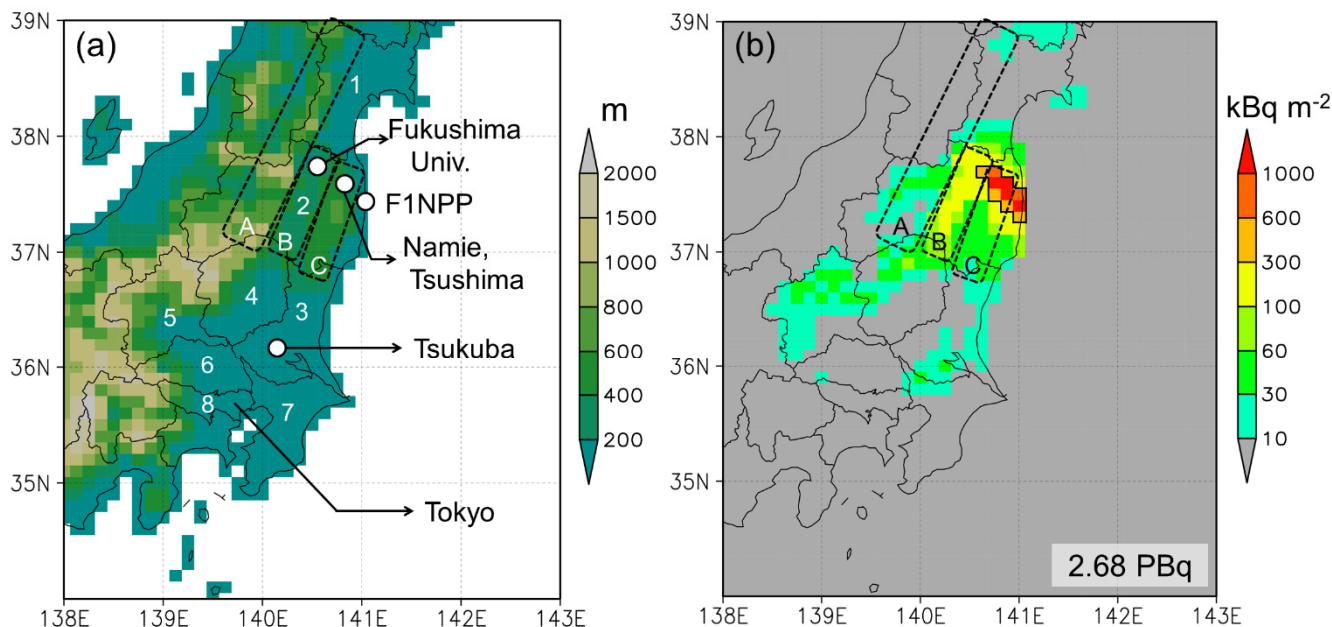 (a)
39N
38N
37N
36N
35N
138E
139E
140E
141E
142E
143E
1
2
3
4
5
6
7
8
A
B
C
Fukushima
Univ.
F1NPP
Namie,
Tsushima
Tsukuba
Tokyo
m
2000
1500
1000
800
600
400
200
(b)
39N
38N
37N
36N
35N
138E
139E
140E
141E
142E
143E
A
B
C
2.68 PBq
kBq m-2
1000
600
300
100
60
30
10